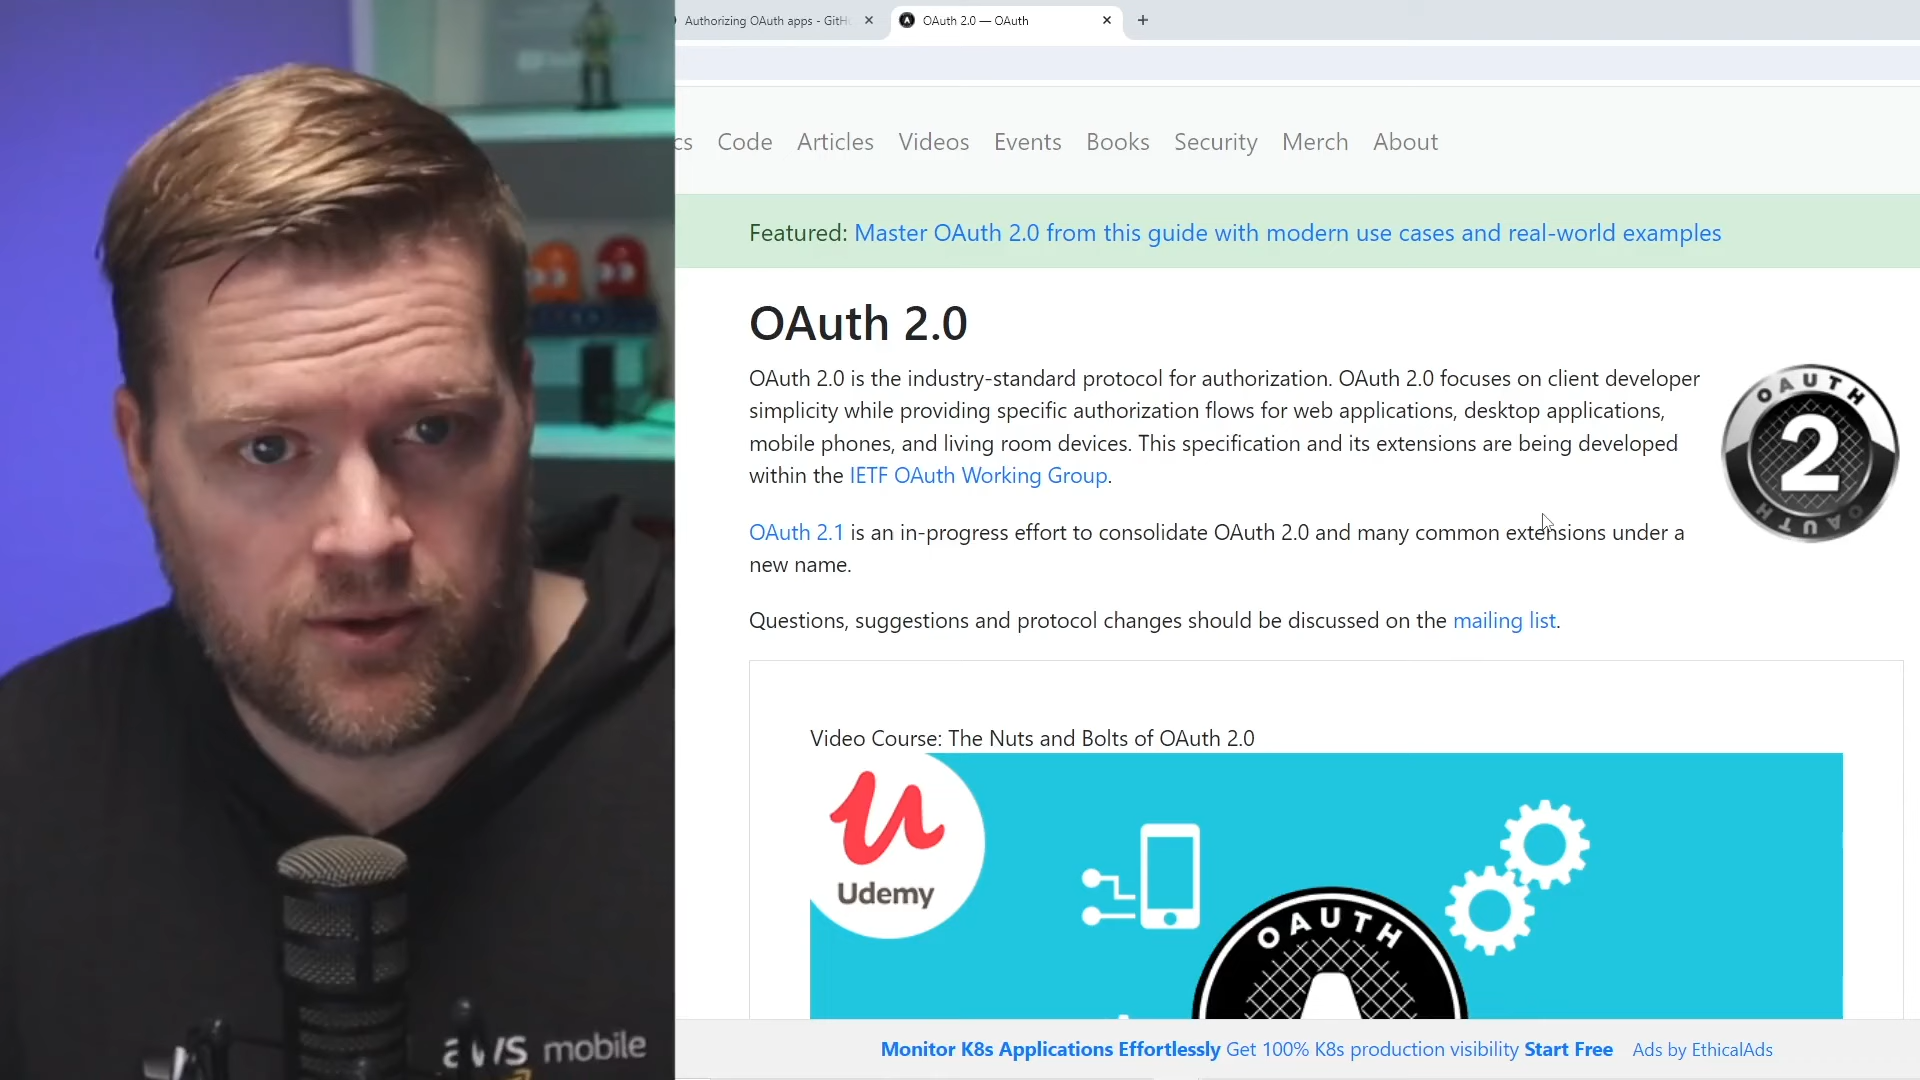 Authorizing OAuth apps - GitH
OAuth 2.0 — OAuth
cs Code Articles Videos Events Books Security Merch About
Featured: Master OAuth 2.0 from this guide with modern use cases and real-world examples
OAuth 2.0
OAuth 2.0 is the industry-standard protocol for authorization. OAuth 2.0 focuses on client developer
simplicity while providing specific authorization flows for web applications, desktop applications,
mobile phones, and living room devices. This specification and its extensions are being developed
within the IETF OAuth Working Group.
OAUTH
2
OAUTH
OAuth 2.1 is an in-progress effort to consolidate OAuth 2.0 and many common extensions under a
new name.
Questions, suggestions and protocol changes should be discussed on the mailing list.
Video Course: The Nuts and Bolts of OAuth 2.0
Udemy
OAUTH
aws mobile
Monitor K8s Applications Effortlessly Get 100% K8s production visibility Start Free Ads by EthicalAds